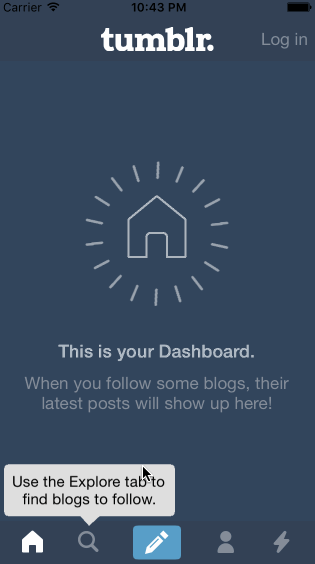 Carrier 10:43 PM
tumblr. Log in
This is your Dashboard.
When you follow some blogs, their
latest posts will show up here!
Use the Explore tab to
find blogs to follow.